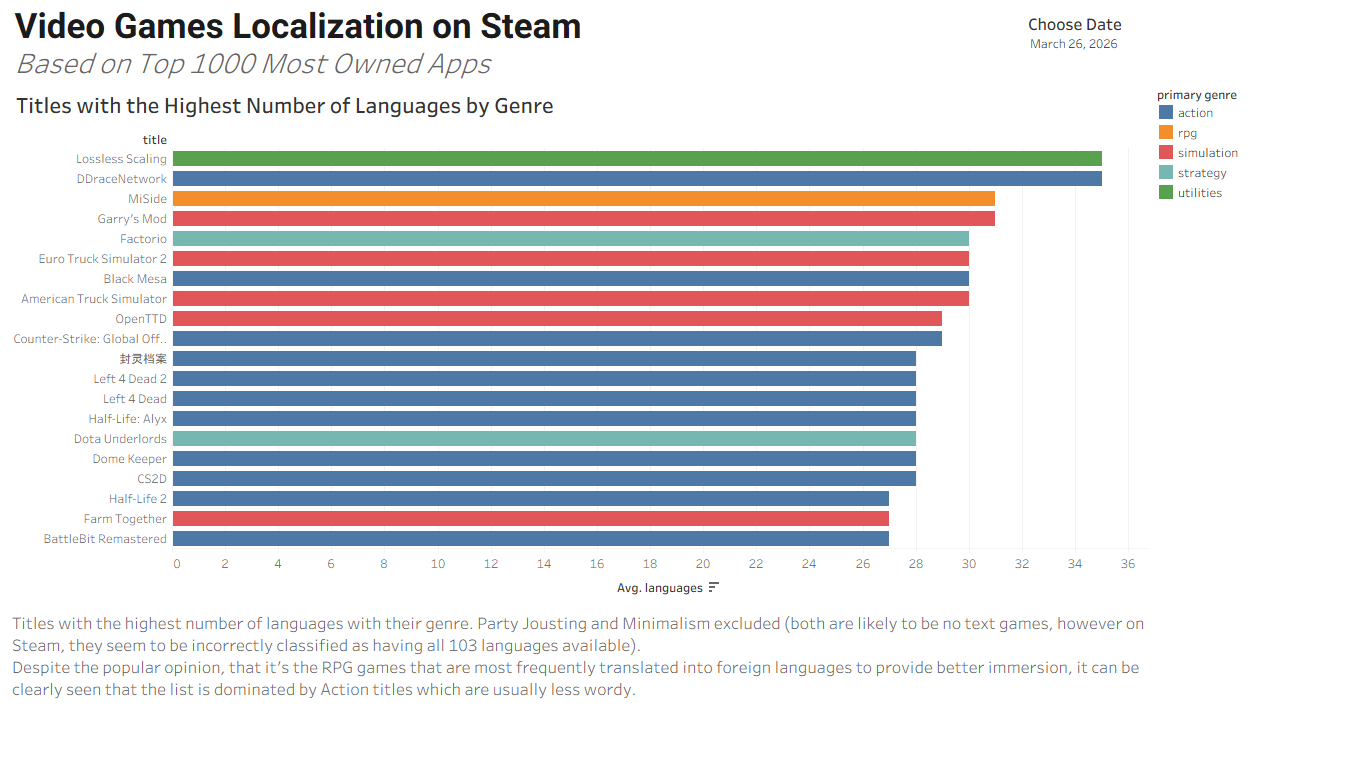 Video Games Localization on Steam
Based on Top 1000 Most Owned Apps
Choose Date
March 26, 2026
Titles with the Highest Number of Languages by Genre
primary genre
action
rpg
simulation
strategy
utilities
title
Lossless Scaling
DDraceNetwork
MiSide
Garry's Mod
Factorio
Euro Truck Simulator 2
Black Mesa
American Truck Simulator
OpenTTD
Counter-Strike: Global Off..
封灵档案
Left 4 Dead 2
Left 4 Dead
Half-Life: Alyx
Dota Underlords
Dome Keeper
CS2D
Half-Life 2
Farm Together
BattleBit Remastered
0 2 4 6 8 10 12 14 16 18 20 22 24 26 28 30 32 34 36
Avg. languages
Titles with the highest number of languages with their genre. Party Jousting and Minimalism excluded (both are likely to be no text games, however on
Steam, they seem to be incorrectly classified as having all 103 languages available).
Despite the popular opinion, that it's the RPG games that are most frequently translated into foreign languages to provide better immersion, it can be
clearly seen that the list is dominated by Action titles which are usually less wordy.